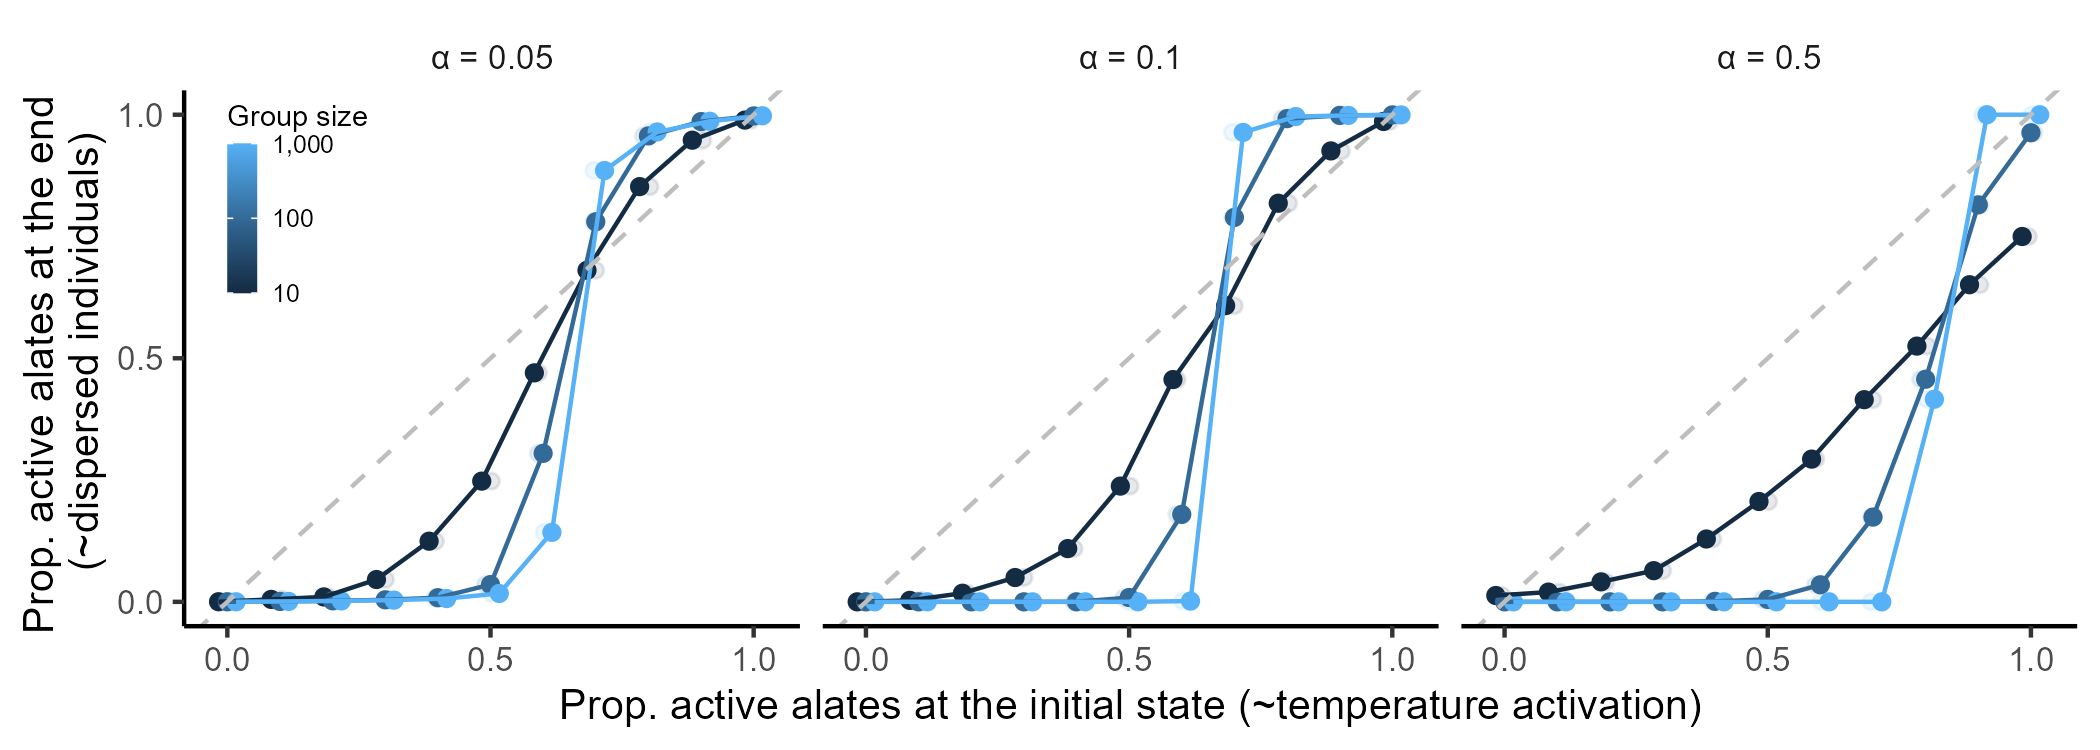 α = 0.05
α = 0.1
α = 0.5
Prop. active alates at the end
(~dispersed individuals)
1.0
0.5
0.0
Group size
1,000
100
10
0.0
0.5
1.0
0.0
0.5
1.0
0.0
0.5
1.0
Prop. active alates at the initial state (~temperature activation)